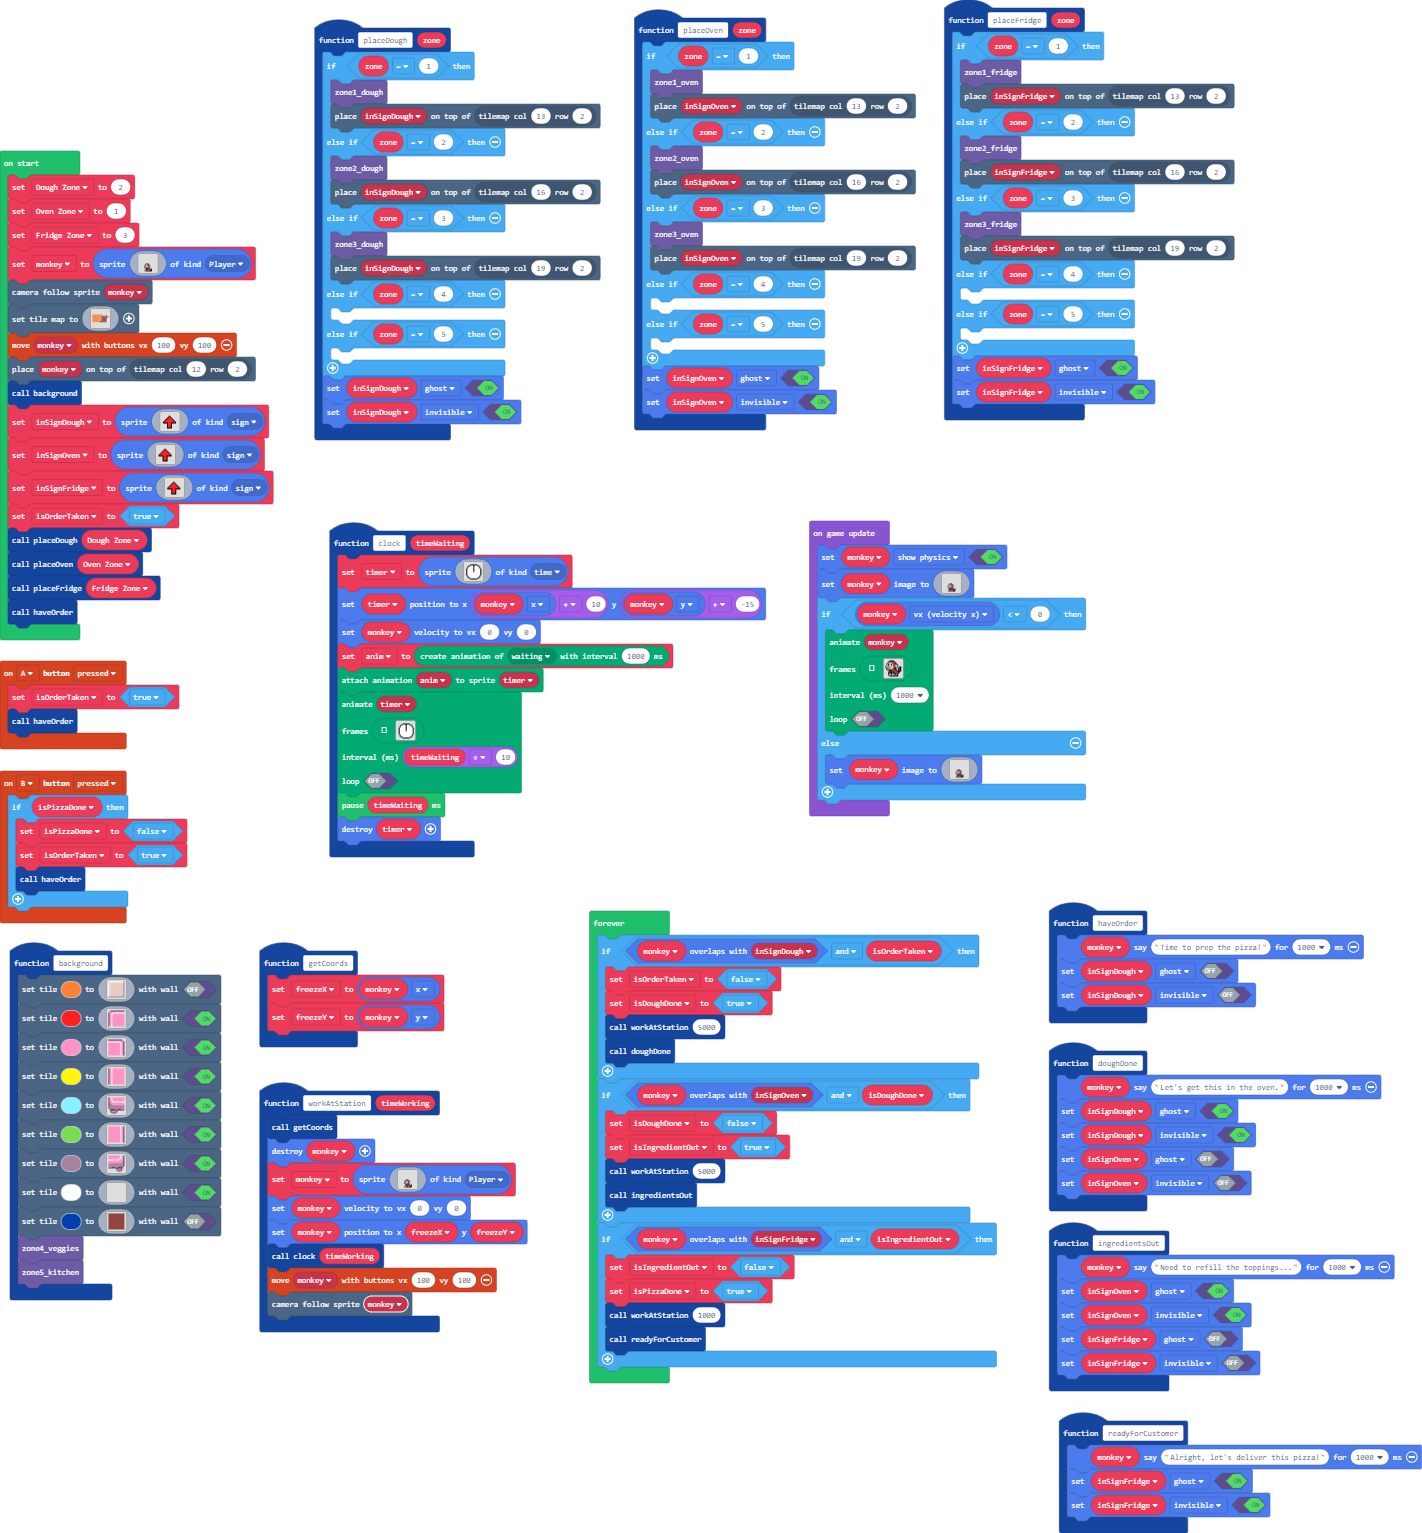 on start
set Dough Zone to 2
set Oven Zone to 1
set Fridge Zone to 3
set monkey to sprite of kind Player
camera follow sprite monkey
set tile map to
move monkey with buttons vx 100 vy 100
place monkey on top of tilemap col 12 row 2
call background
set inSignDough to sprite of kind sign
set inSignOven to sprite of kind sign
set inSignFridge to sprite of kind sign
set isOrderTaken to true
call placeDough Dough Zone
call placeOven Oven Zone
call placeFridge Fridge Zone
call haveOrder
on A button pressed
set isOrderTaken to true
call haveOrder
on B button pressed
if isPizzaDone then
set isPizzaDone to false
set isOrderTaken to true
call haveOrder
function background
set tile to with wall OFF
set tile to with wall ON
set tile to with wall ON
set tile to with wall ON
set tile to with wall ON
set tile to with wall ON
set tile to with wall ON
set tile to with wall ON
set tile to with wall OFF
zone4_veggies
zone5_kitchen
function placeDough zone
if zone = 1 then
zone1_dough
place inSignDough on top of tilemap col 13 row 2
else if zone = 2 then
zone2_dough
place inSignDough on top of tilemap col 16 row 2
else if zone = 3 then
zone3_dough
place inSignDough on top of tilemap col 19 row 2
else if zone = 4 then
else if zone = 5 then
set inSignDough ghost ON
set inSignDough invisible ON
function placeOven zone
if zone = 1 then
zone1_oven
place inSignOven on top of tilemap col 13 row 2
else if zone = 2 then
zone2_oven
place inSignOven on top of tilemap col 16 row 2
else if zone = 3 then
zone3_oven
place inSignOven on top of tilemap col 19 row 2
else if zone = 4 then
else if zone = 5 then
set inSignOven ghost ON
set inSignOven invisible ON
function placeFridge zone
if zone = 1 then
zone1_fridge
place inSignFridge on top of tilemap col 13 row 2
else if zone = 2 then
zone2_fridge
place inSignFridge on top of tilemap col 16 row 2
else if zone = 3 then
zone3_fridge
place inSignFridge on top of tilemap col 19 row 2
else if zone = 4 then
else if zone = 5 then
set inSignFridge ghost ON
set inSignFridge invisible ON
function clock timeWaiting
set timer to sprite of kind time
set timer position to x monkey x + 10 y monkey y + -15
set monkey velocity to vx 0 vy 0
set anim to create animation of waiting with interval 1000 ms
attach animation anim to sprite timer
animate timer
frames
interval (ms) timeWaiting ÷ 10
loop OFF
pause timeWaiting ms
destroy timer
on game update
set monkey show physics ON
set monkey image to
if monkey vx (velocity x) < 0 then
animate monkey
frames
interval (ms) 1000
loop OFF
else
set monkey image to
function getCoords
set freezeX to monkey x
set freezeY to monkey y
function workAtStation timeWorking
call getCoords
destroy monkey
set monkey to sprite of kind Player
set monkey velocity to vx 0 vy 0
set monkey position to x freezeX y freezeY
call clock timeWorking
move monkey with buttons vx 100 vy 100
camera follow sprite monkey
forever
if monkey overlaps with inSignDough and isOrderTaken then
set isOrderTaken to false
set isDoughDone to true
call workAtStation 5000
call doughDone
if monkey overlaps with inSignOven and isDoughDone then
set isDoughDone to false
set isIngredientOut to true
call workAtStation 5000
call ingredientsOut
if monkey overlaps with inSignFridge and isIngredientOut then
set isIngredientOut to false
set isPizzaDone to true
call workAtStation 1000
call readyForCustomer
function haveOrder
monkey say "Time to prep the pizza!" for 1000 ms
set inSignDough ghost OFF
set inSignDough invisible OFF
function doughDone
monkey say "Let's get this in the oven." for 1000 ms
set inSignDough ghost ON
set inSignDough invisible ON
set inSignOven ghost OFF
set inSignOven invisible OFF
function ingredientsOut
monkey say "Need to refill the toppings..." for 1000 ms
set inSignOven ghost ON
set inSignOven invisible ON
set inSignFridge ghost OFF
set inSignFridge invisible OFF
function readyForCustomer
monkey say "Alright, let's deliver this pizza!" for 1000 ms
set inSignFridge ghost ON
set inSignFridge invisible ON